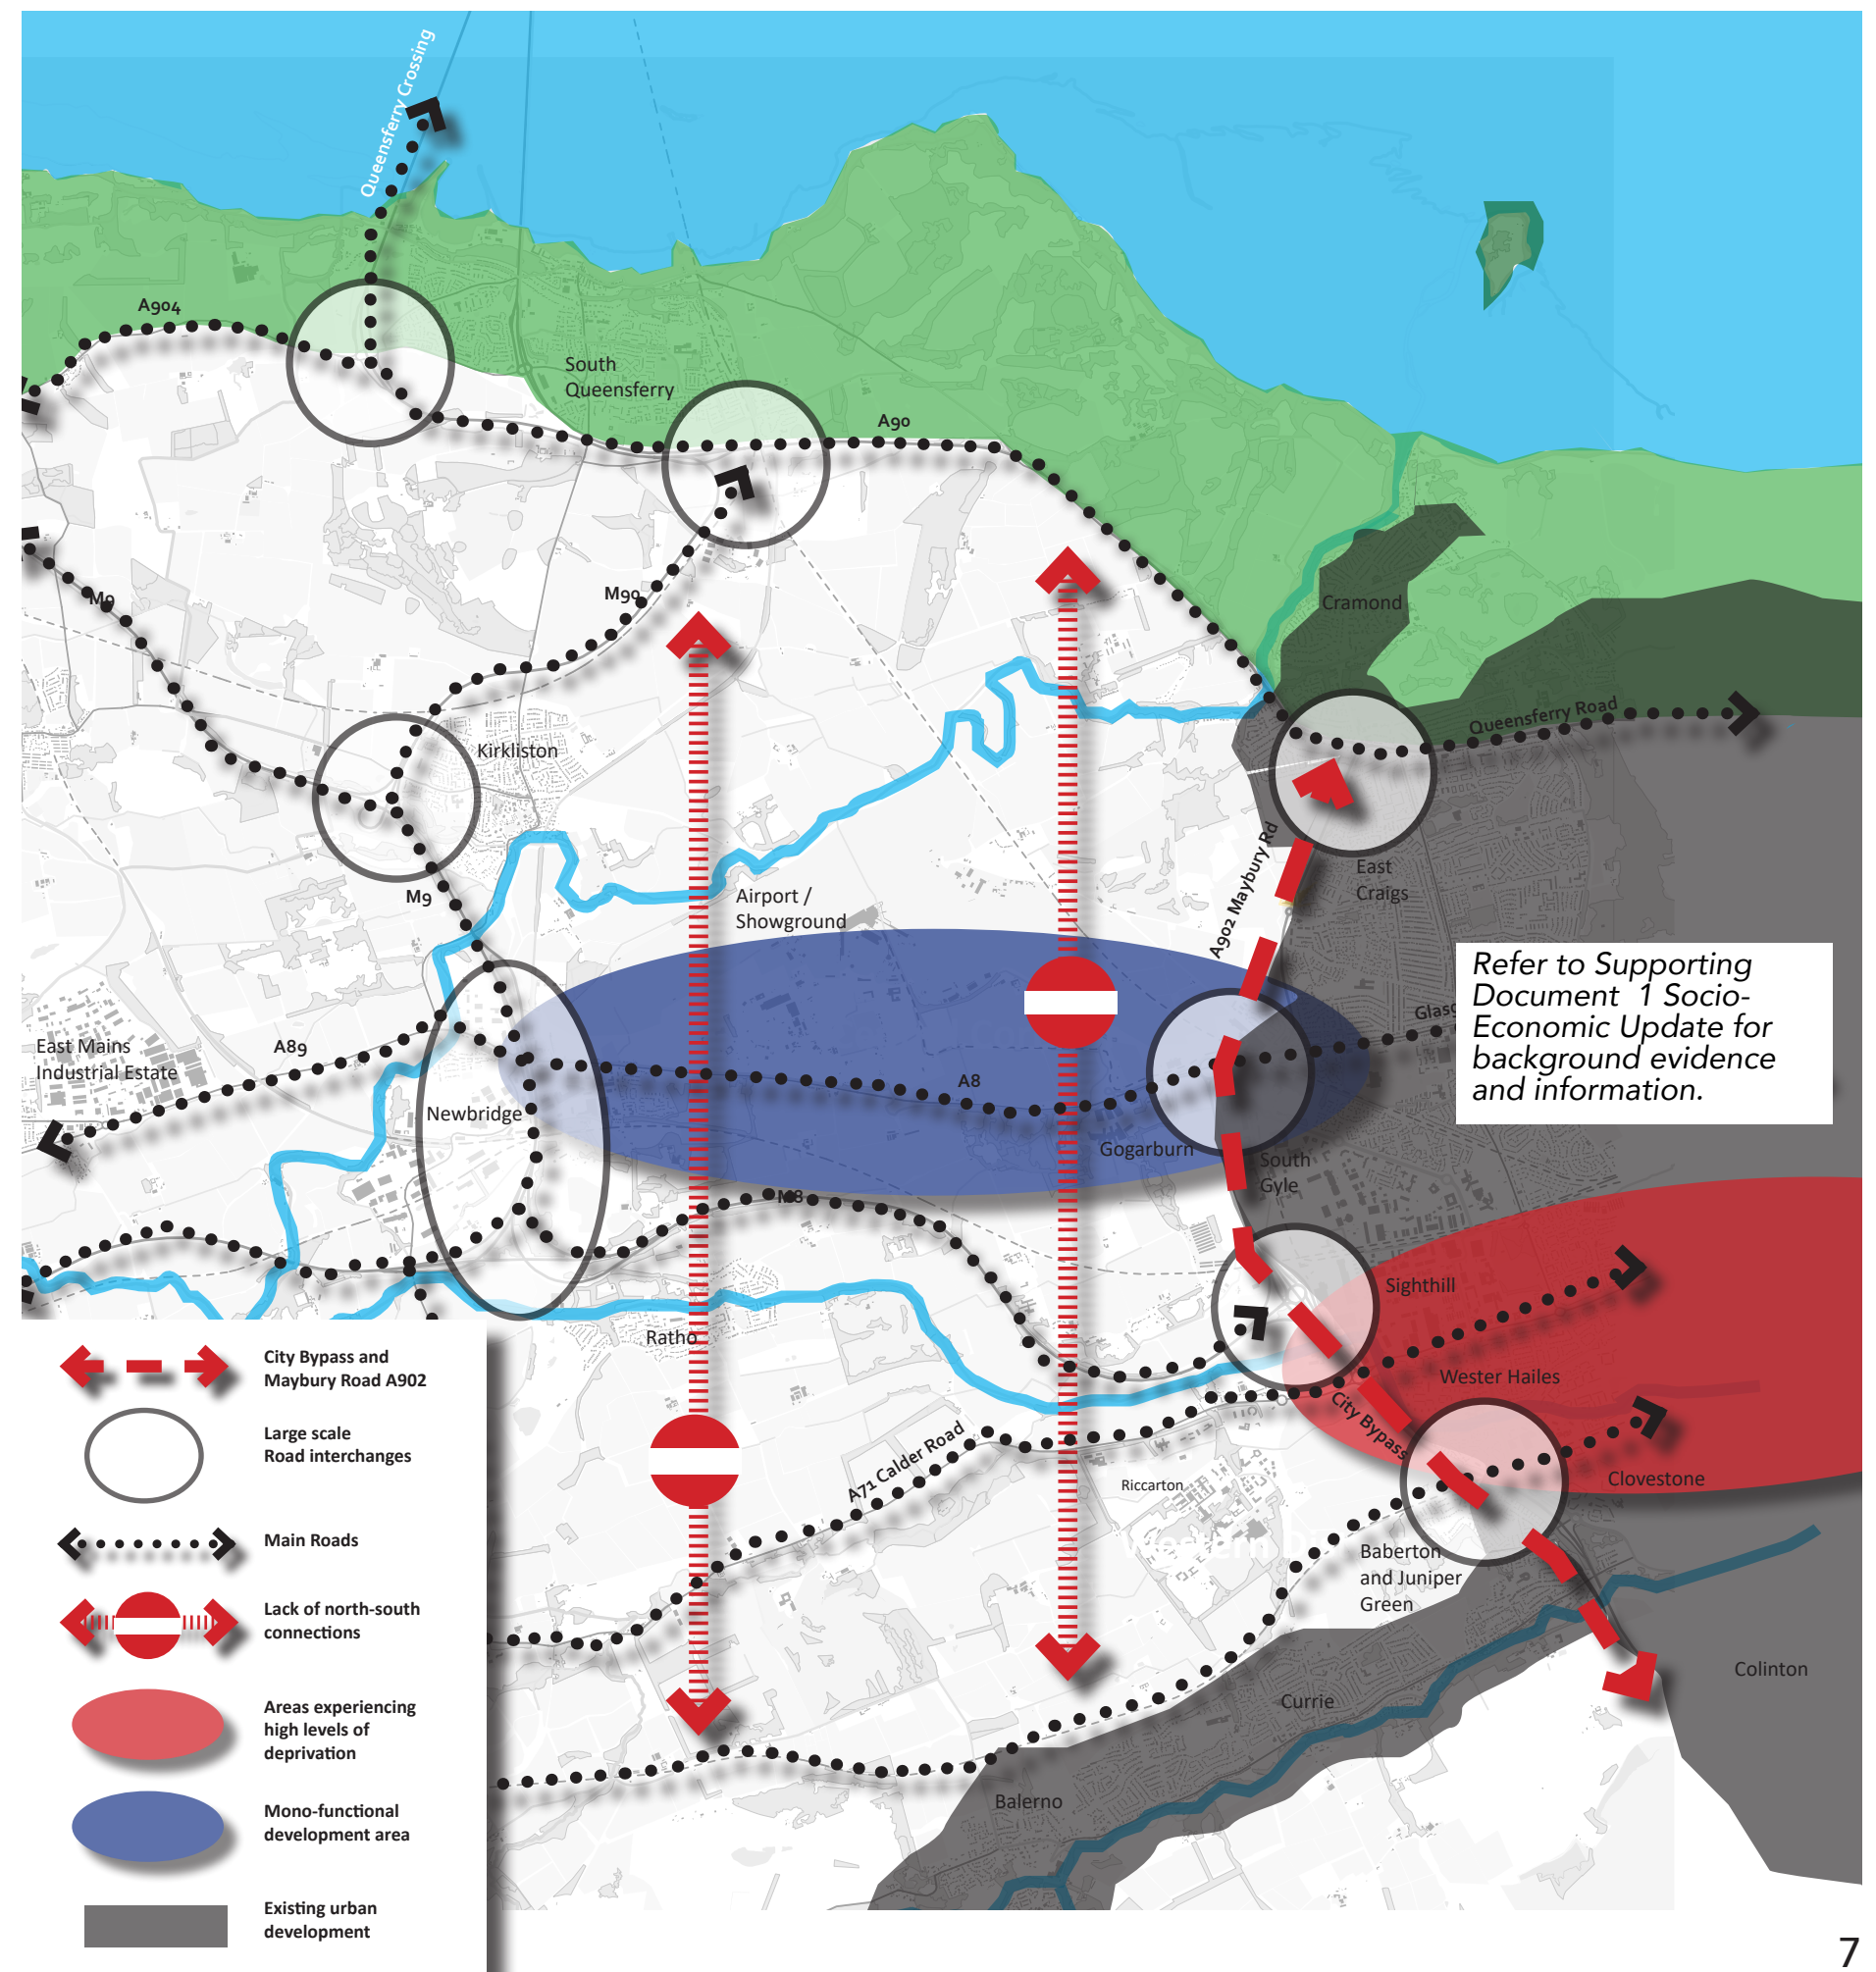 Queensferry Crossing
A904
South
Queensferry
A90
M9
M90
Cramond
Queensferry Road
Kirkliston
A902 Maybury Rd
East
Craigs
M9
Airport /
Showground
Refer to Supporting
Document 1 Socio-
Economic Update for
background evidence
and information.
Glasg
East Mains
Industrial Estate
A89
A8
Newbridge
Gogarburn
South
Gyle
M8
Sighthill
Ratho
Wester Hailes
City Bypass
A71 Calder Road
Riccarton
Clovestone
Western
Baberton
and Juniper
Green
Colinton
Currie
Balerno
City Bypass and
Maybury Road A902
Large scale
Road interchanges
Main Roads
Lack of north-south
connections
Areas experiencing
high levels of
deprivation
Mono-functional
development area
Existing urban
development
7